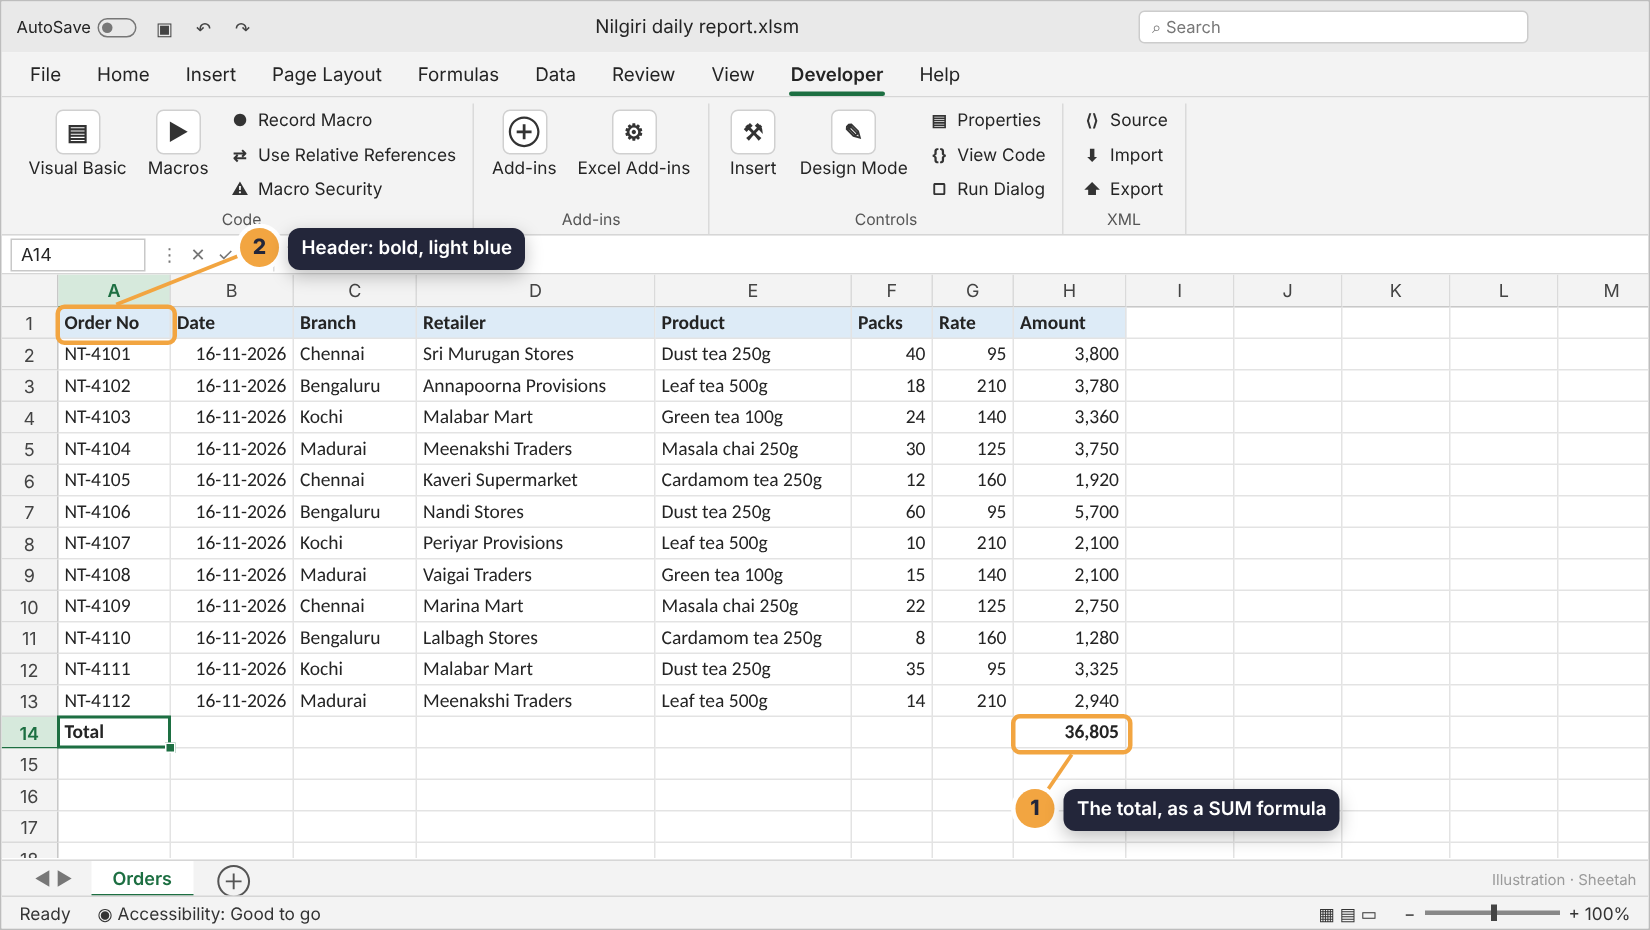 AutoSave
Nilgiri daily report.xlsm
Search
File Home Insert Page Layout Formulas Data Review View Developer Help
Visual Basic
Macros
Record Macro
Use Relative References
Macro Security
Code
Add-ins
Excel Add-ins
Add-ins
Insert
Design Mode
Properties
View Code
Run Dialog
Controls
Source
Import
Export
XML
A14
2 Header: bold, light blue
A B C D E F G H I J K L M
1 Order No Date Branch Retailer Product Packs Rate Amount
2 NT-4101 16-11-2026 Chennai Sri Murugan Stores Dust tea 250g 40 95 3,800
3 NT-4102 16-11-2026 Bengaluru Annapoorna Provisions Leaf tea 500g 18 210 3,780
4 NT-4103 16-11-2026 Kochi Malabar Mart Green tea 100g 24 140 3,360
5 NT-4104 16-11-2026 Madurai Meenakshi Traders Masala chai 250g 30 125 3,750
6 NT-4105 16-11-2026 Chennai Kaveri Supermarket Cardamom tea 250g 12 160 1,920
7 NT-4106 16-11-2026 Bengaluru Nandi Stores Dust tea 250g 60 95 5,700
8 NT-4107 16-11-2026 Kochi Periyar Provisions Leaf tea 500g 10 210 2,100
9 NT-4108 16-11-2026 Madurai Vaigai Traders Green tea 100g 15 140 2,100
10 NT-4109 16-11-2026 Chennai Marina Mart Masala chai 250g 22 125 2,750
11 NT-4110 16-11-2026 Bengaluru Lalbagh Stores Cardamom tea 250g 8 160 1,280
12 NT-4111 16-11-2026 Kochi Malabar Mart Dust tea 250g 35 95 3,325
13 NT-4112 16-11-2026 Madurai Meenakshi Traders Leaf tea 500g 14 210 2,940
14 Total 36,805
15
16
1 The total, as a SUM formula
17
18
Orders
Illustration · Sheetah
Ready Accessibility: Good to go
− + 100%